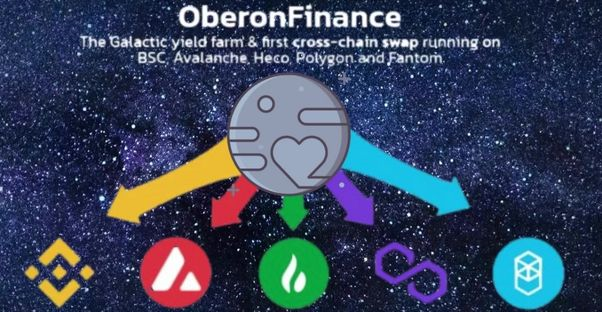 OberonFinance
The Galactic yield farm & first cross-chain swap running on
BSC, Avalanche, Heco, Polygon and Fantom.